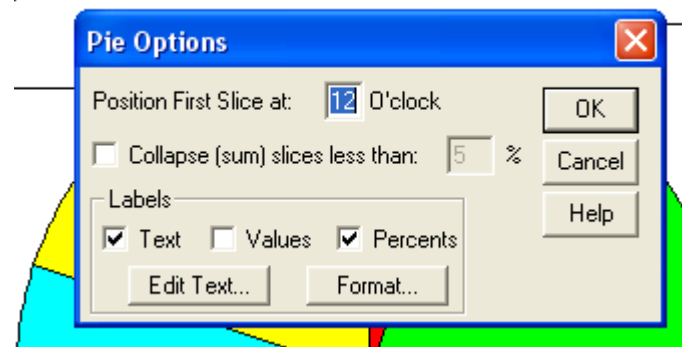 Pie Options
Position First Slice at: 12 O'clock
OK
Collapse (sum) slices less than: 5 %
Cancel
Labels
Help
Text Values Percents
Edit Text... Format...